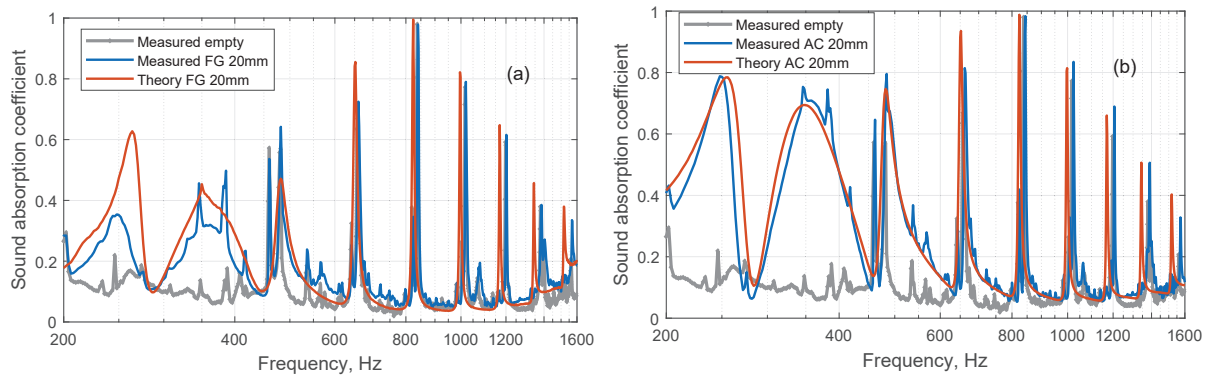 Measured empty
Measured FG 20mm
Theory FG 20mm
(a)
Sound absorption coefficient
1
0.8
0.6
0.4
0.2
0
200
400
600
800
1000
1200
1600
Frequency, Hz
Measured empty
Measured AC 20mm
Theory AC 20mm
(b)
Sound absorption coefficient
1
0.8
0.6
0.4
0.2
0
200
400
600
800
1000
1200
1600
Frequency, Hz